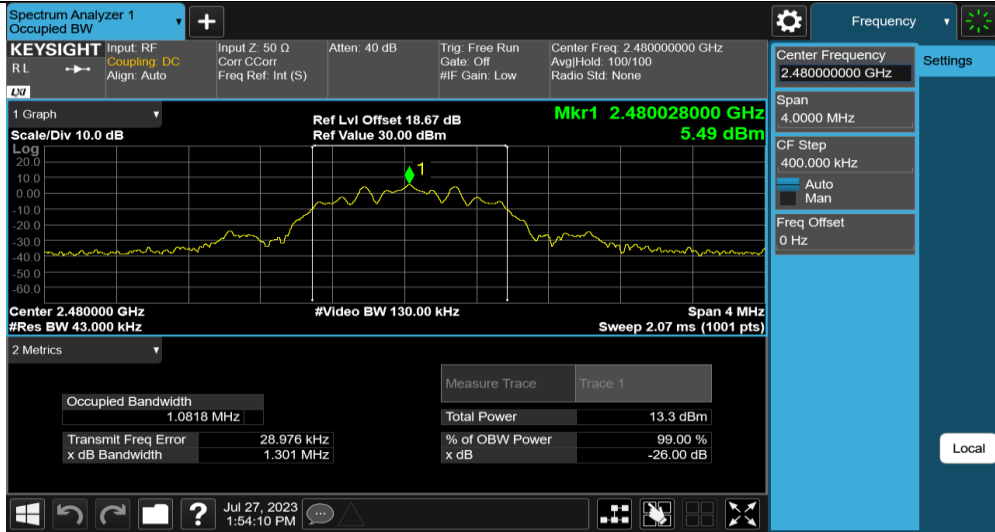 Spectrum Analyzer 1
Occupied BW
+
Frequency
KEYSIGHT
RL
LXI
Input: RF
Coupling: DC
Align: Auto
Input Z: 50 Ω
Corr CCorr
Freq Ref: Int (S)
Atten: 40 dB
Trig: Free Run
Gate: Off
#IF Gain: Low
Center Freq: 2.480000000 GHz
Avg|Hold: 100/100
Radio Std: None
Center Frequency
2.480000000 GHz
Settings
Span
4.0000 MHz
CF Step
400.000 kHz
Auto
Man
Freq Offset
0 Hz
Local
1 Graph
Scale/Div 10.0 dB
Ref Lvl Offset 18.67 dB
Ref Value 30.00 dBm
Mkr1 2.480028000 GHz
5.49 dBm
Log
20.0
10.0
0.00
-10.0
-20.0
-30.0
-40.0
-50.0
-60.0
1
Center 2.480000 GHz
#Video BW 130.00 kHz
Span 4 MHz
#Res BW 43.000 kHz
Sweep 2.07 ms (1001 pts)
2 Metrics
Measure Trace
Trace 1
Occupied Bandwidth
1.0818 MHz
Total Power
13.3 dBm
Transmit Freq Error
28.976 kHz
% of OBW Power
99.00 %
x dB Bandwidth
1.301 MHz
x dB
-26.00 dB
?
Jul 27, 2023
1:54:10 PM